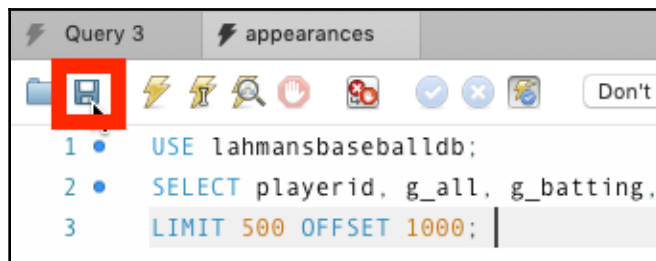 Query 3
appearances
Don't
1 USE lahmansbaseballdb;
2 SELECT playerid, g_all, g_batting,
3 LIMIT 500 OFFSET 1000;